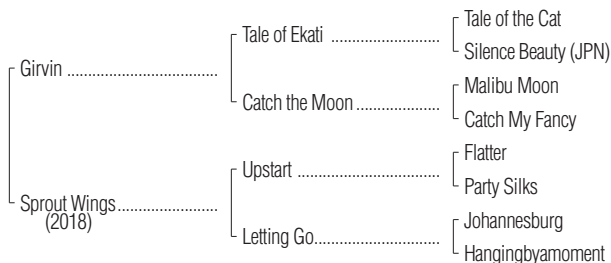 Tale of the Cat
Tale of Ekati ..........................
Silence Beauty (JPN)
Girvin .....................................
Malibu Moon
Catch the Moon ....................
Catch My Fancy
Flatter
Upstart ..................................
Party Silks
Sprout Wings.........................
(2018)
Johannesburg
Letting Go..............................
Hangingbyamoment